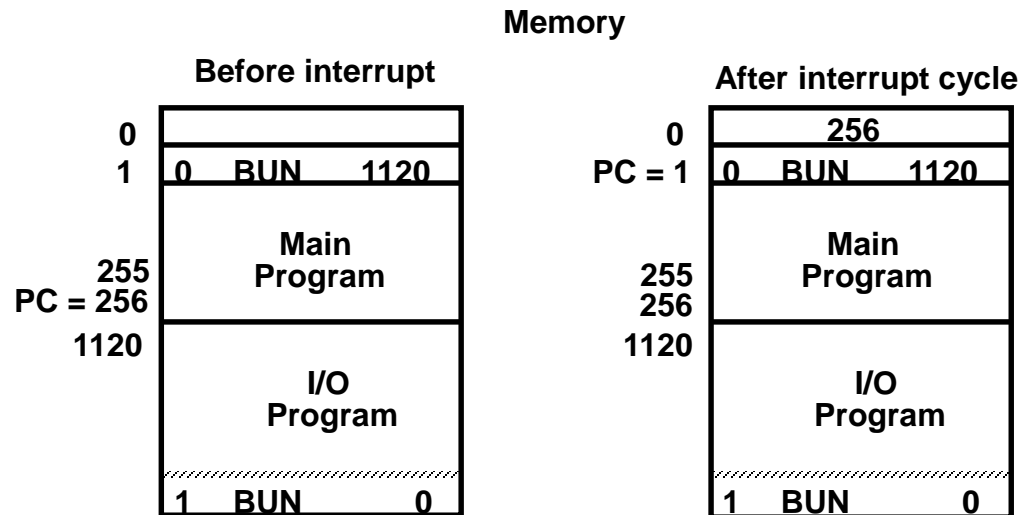 Memory
Before interrupt
0
1 0 BUN 1120
Main
Program
255
PC = 256
1120
I/O
Program
1 BUN 0
After interrupt cycle
0 256
PC = 1 0 BUN 1120
Main
Program
255
256
1120
I/O
Program
1 BUN 0